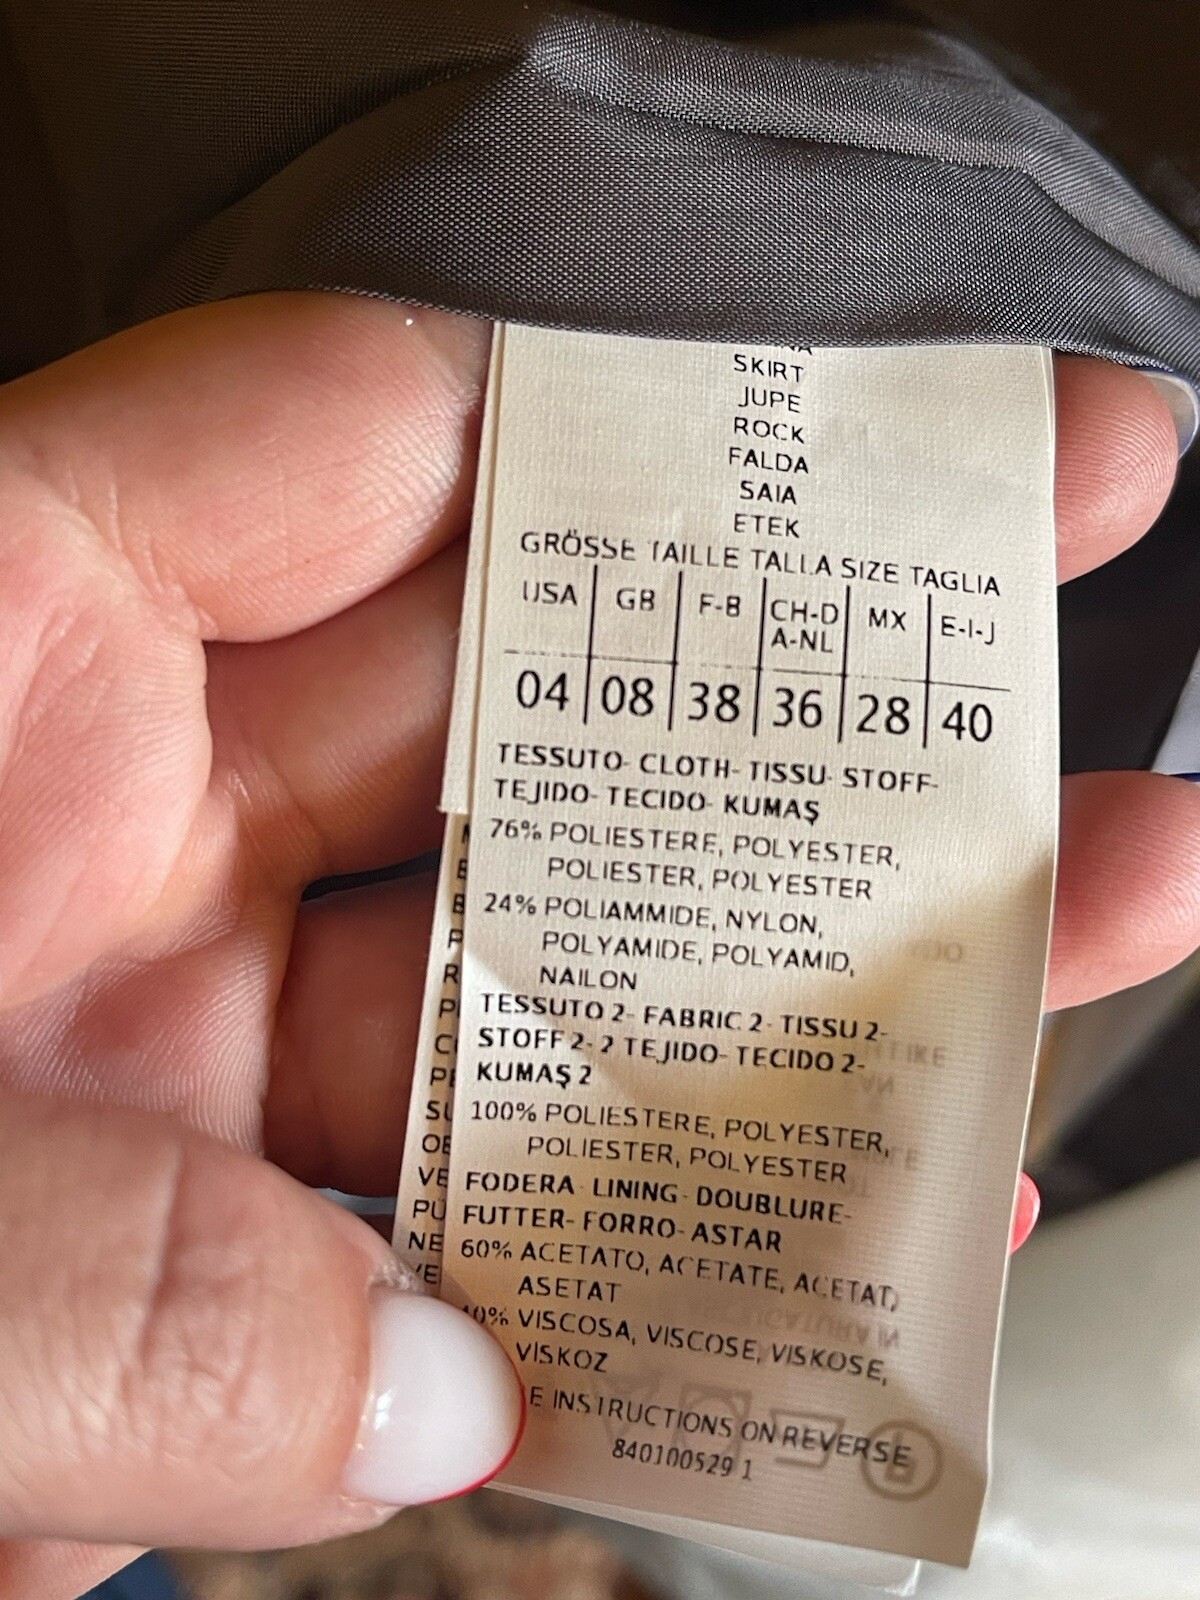 SKIRT
JUPE
ROCK
FALDA
SAIA
ETEK
GRÖSSE TAILLE TALLA SIZE TAGLIA
USA GB F-B CH-D A-NL MX E-I-J
04 08 38 36 28 40
TESSUTO- CLOTH- TISSU- STOFF-
TEJIDO- TECIDO- KUMAŞ
76% POLIESTERE, POLYESTER,
POLIESTER, POLYESTER
24% POLIAMMIDE, NYLON,
POLYAMIDE, POLYAMID,
NAILON
TESSUTO 2- FABRIC 2- TISSU 2-
STOFF 2- 2 TEJIDO- TECIDO 2-
KUMAŞ 2
100% POLIESTERE, POLYESTER,
POLIESTER, POLYESTER
FODERA- LINING- DOUBLURE-
FUTTER- FORRO- ASTAR
60% ACETATO, ACETATE, ACETAT,
ASETAT
40% VISCOSA, VISCOSE, VISKOSE,
VISKOZ
INSTRUCTIONS ON REVERSE
840100529 1